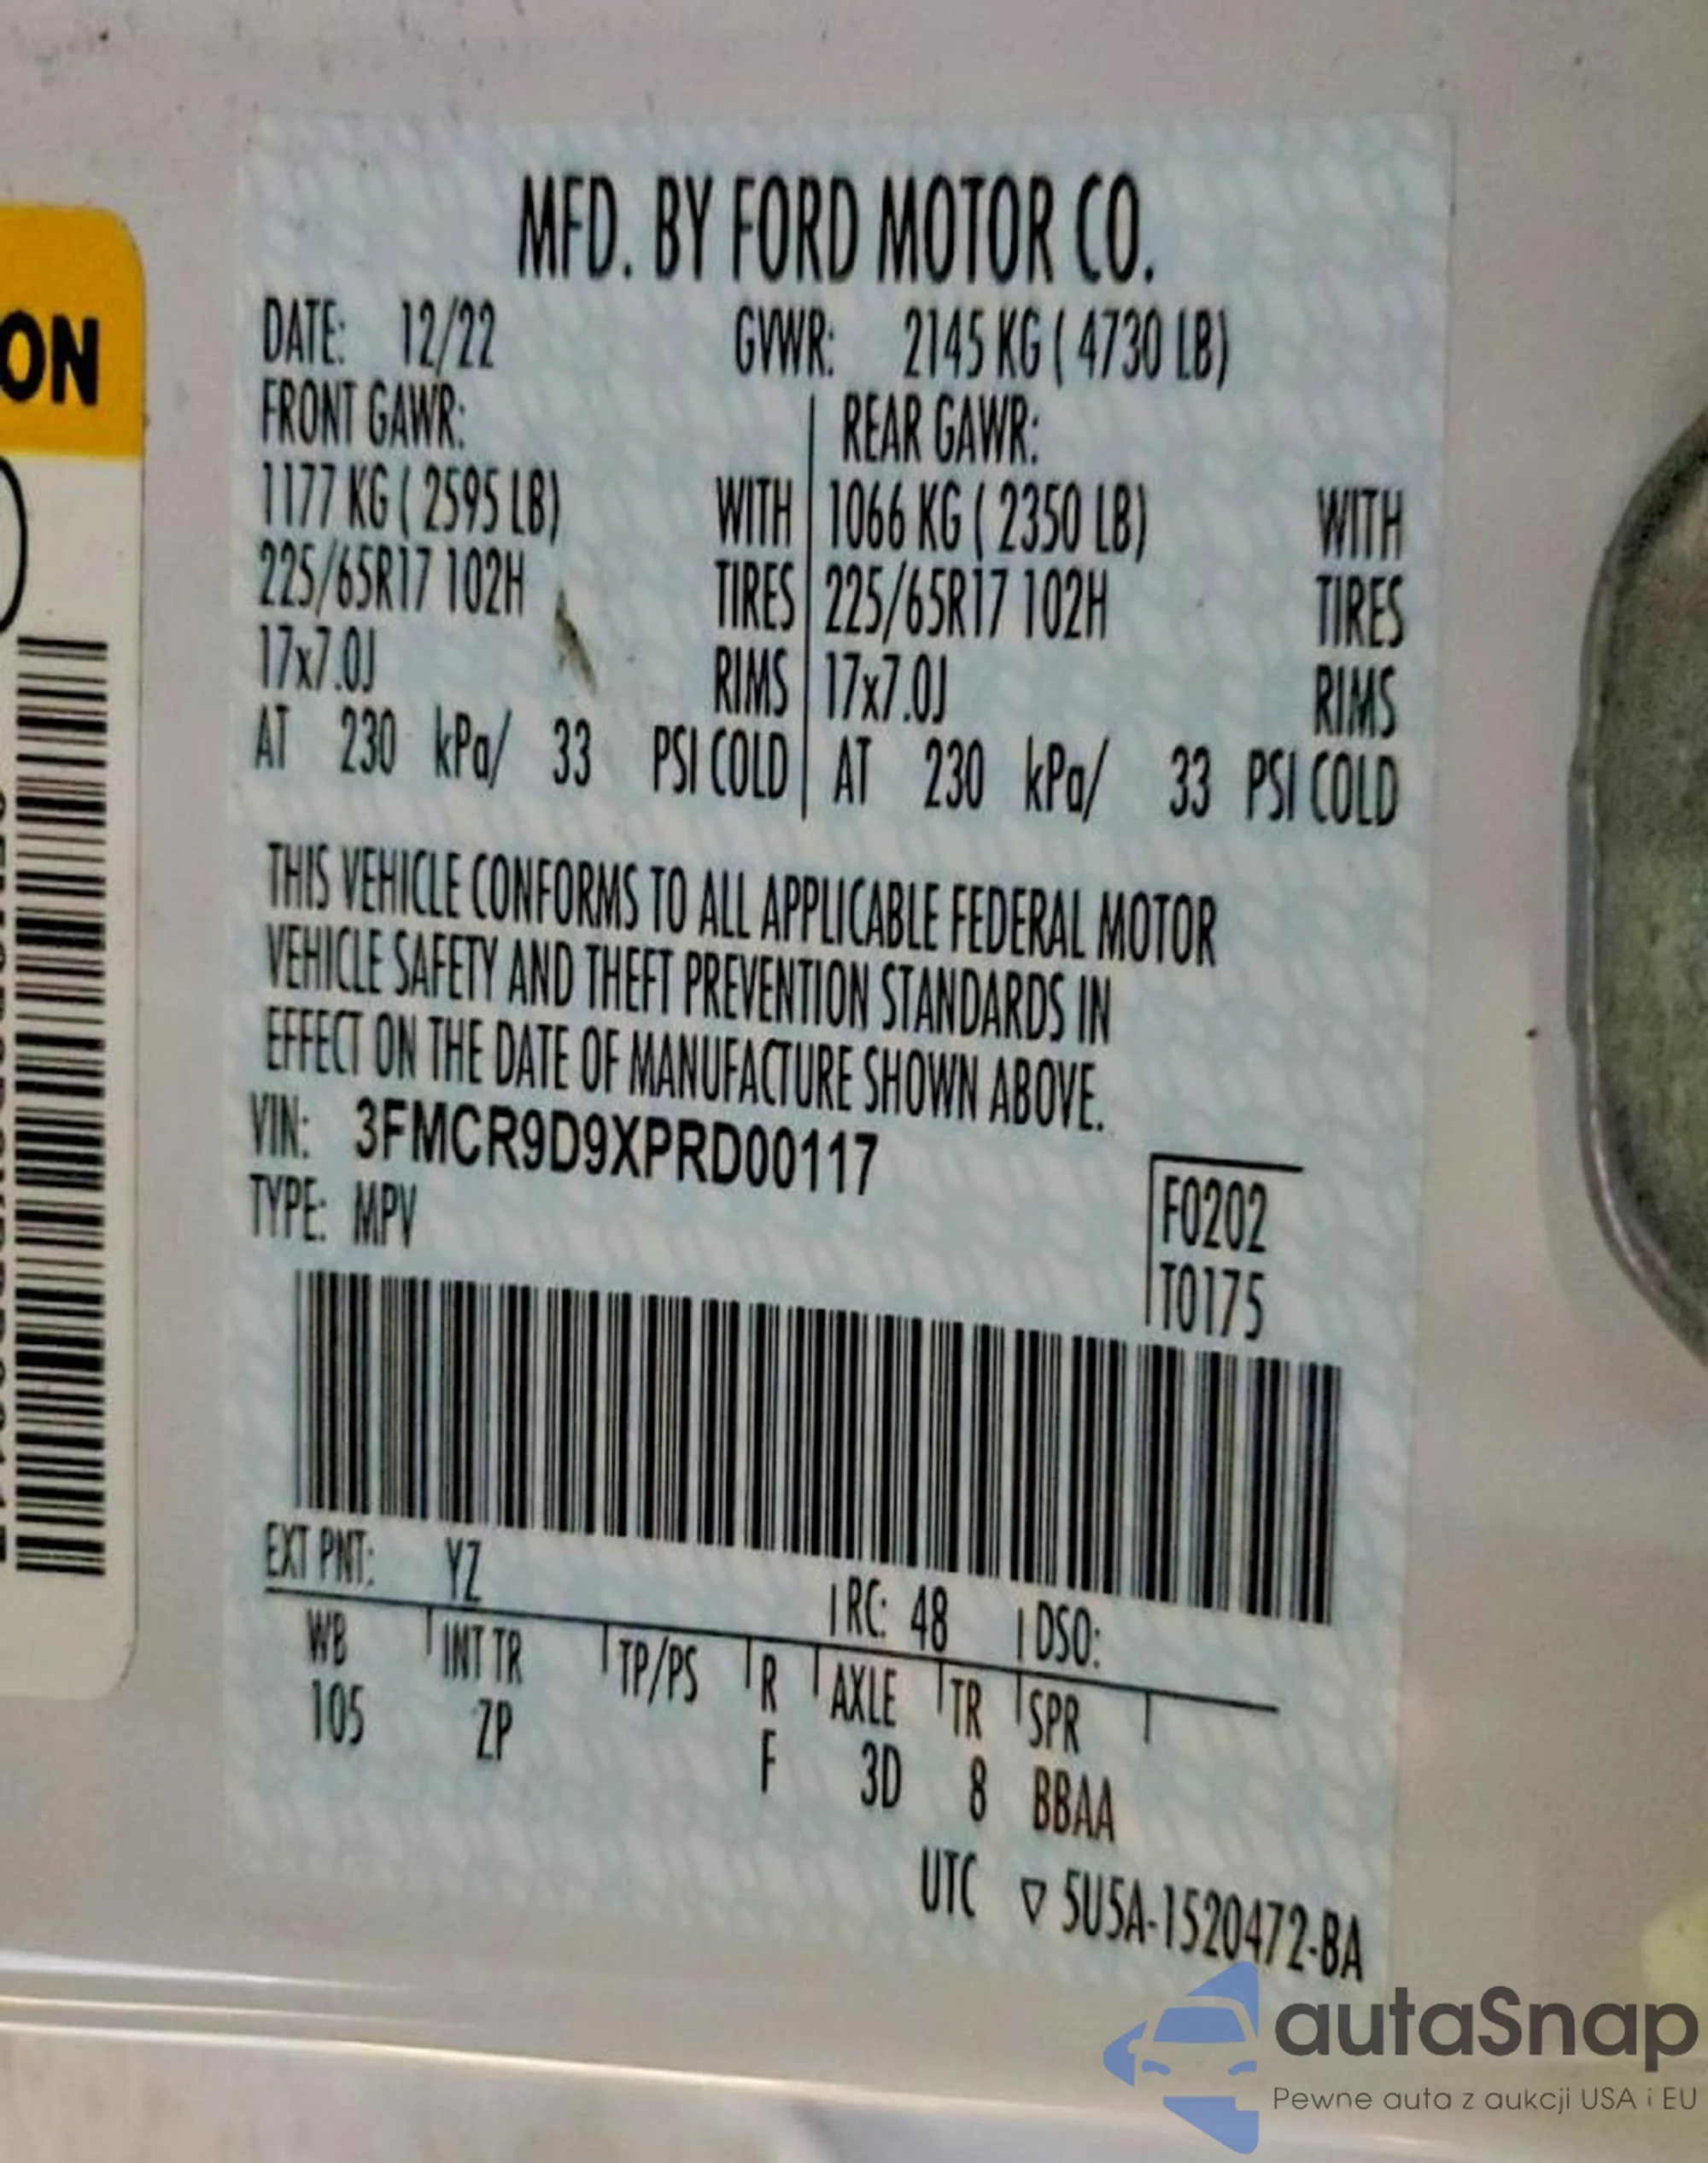 ON
MFD. BY FORD MOTOR CO.
DATE: 12/22 GVWR: 2145 KG ( 4730 LB)
FRONT GAWR: REAR GAWR:
1177 KG ( 2595 LB) WITH 1066 KG ( 2350 LB) WITH
225/65R17 102H TIRES 225/65R17 102H TIRES
17x7.0J RIMS 17x7.0J RIMS
AT 230 kPa/ 33 PSI COLD AT 230 kPa/ 33 PSI COLD
THIS VEHICLE CONFORMS TO ALL APPLICABLE FEDERAL MOTOR
VEHICLE SAFETY AND THEFT PREVENTION STANDARDS IN
EFFECT ON THE DATE OF MANUFACTURE SHOWN ABOVE.
VIN: 3FMCR9D9XPRD00117
TYPE: MPV
F0202
T0175
EXT PNT: YZ RC: 48 DSO:
WB INT TR TP/PS R AXLE TR SPR
105 ZP F 3D 8 BBAA
UTC ▽ 5U5A-1520472-BA
autaSnap
Pewne auta z aukcji USA i EU